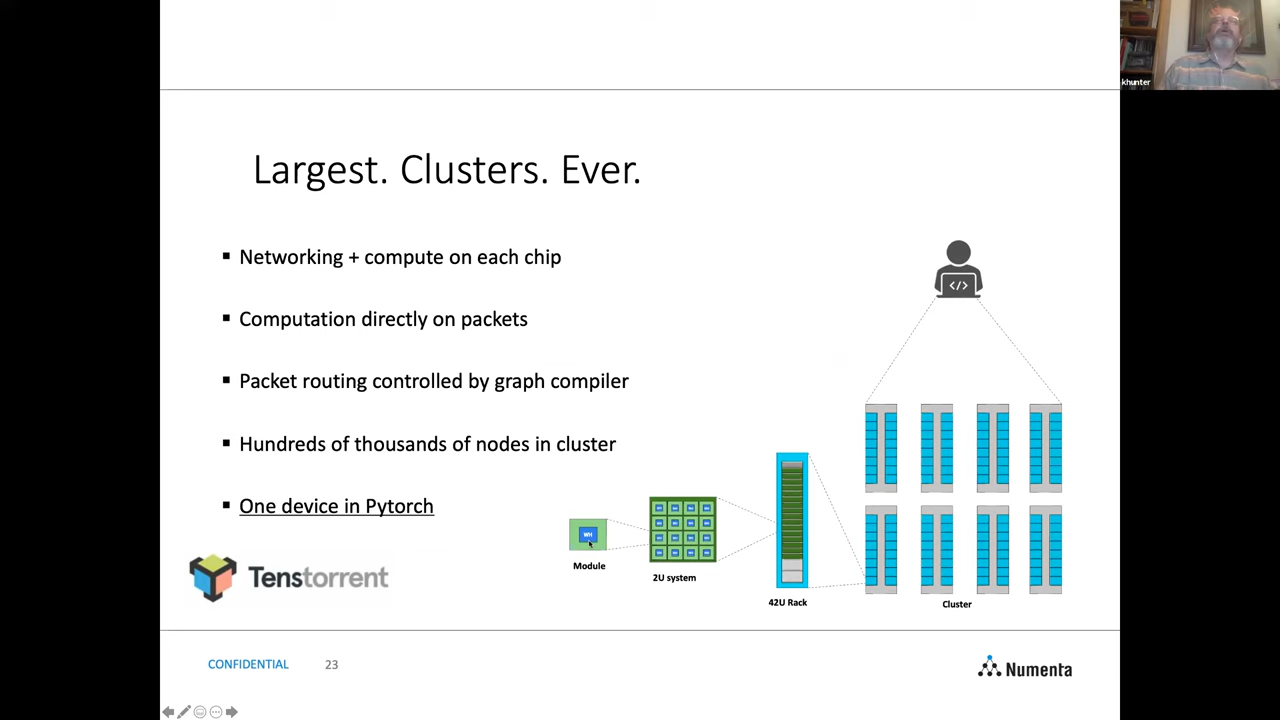 khunter
Largest. Clusters. Ever.
▪ Networking + compute on each chip
▪ Computation directly on packets
▪ Packet routing controlled by graph compiler
▪ Hundreds of thousands of nodes in cluster
▪ One device in Pytorch
</>
WH
Module
2U system
42U Rack
Cluster
Tenstorrent
CONFIDENTIAL 23
Numenta